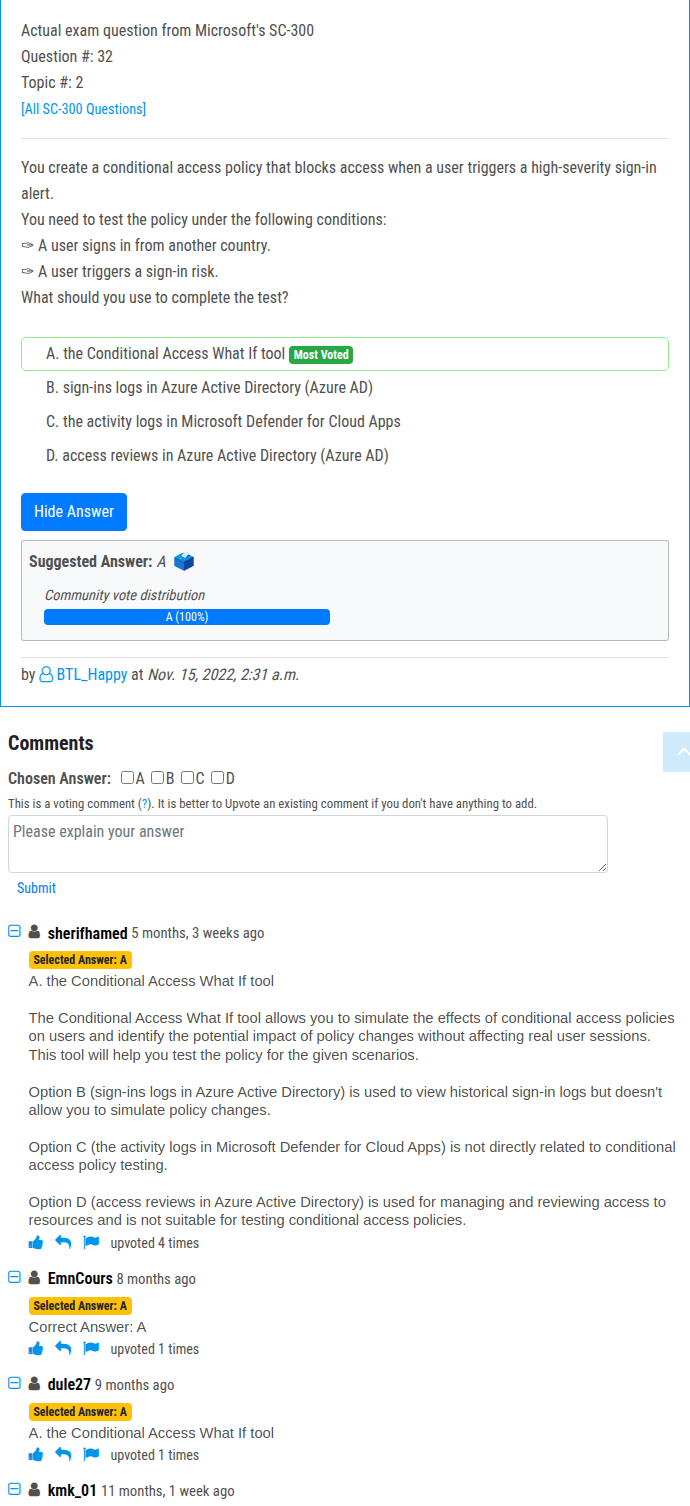 Actual exam question from Microsoft's SC-300
Question #: 32
Topic #: 2
[All SC-300 Questions]
You create a conditional access policy that blocks access when a user triggers a high-severity sign-in
alert.
You need to test the policy under the following conditions:
✑ A user signs in from another country.
✑ A user triggers a sign-in risk.
What should you use to complete the test?
A. the Conditional Access What If tool Most Voted
B. sign-ins logs in Azure Active Directory (Azure AD)
C. the activity logs in Microsoft Defender for Cloud Apps
D. access reviews in Azure Active Directory (Azure AD)
Hide Answer
Suggested Answer: A
Community vote distribution
A (100%)
by BTL_Happy at Nov. 15, 2022, 2:31 a.m.
Comments
Chosen Answer: A B C D
This is a voting comment (?). It is better to Upvote an existing comment if you don't have anything to add.
Please explain your answer
Submit
sherifhamed 5 months, 3 weeks ago
Selected Answer: A
A. the Conditional Access What If tool
The Conditional Access What If tool allows you to simulate the effects of conditional access policies
on users and identify the potential impact of policy changes without affecting real user sessions.
This tool will help you test the policy for the given scenarios.
Option B (sign-ins logs in Azure Active Directory) is used to view historical sign-in logs but doesn't
allow you to simulate policy changes.
Option C (the activity logs in Microsoft Defender for Cloud Apps) is not directly related to conditional
access policy testing.
Option D (access reviews in Azure Active Directory) is used for managing and reviewing access to
resources and is not suitable for testing conditional access policies.
upvoted 4 times
EmnCours 8 months ago
Selected Answer: A
Correct Answer: A
upvoted 1 times
dule27 9 months ago
Selected Answer: A
A. the Conditional Access What If tool
upvoted 1 times
kmk_01 11 months, 1 week ago